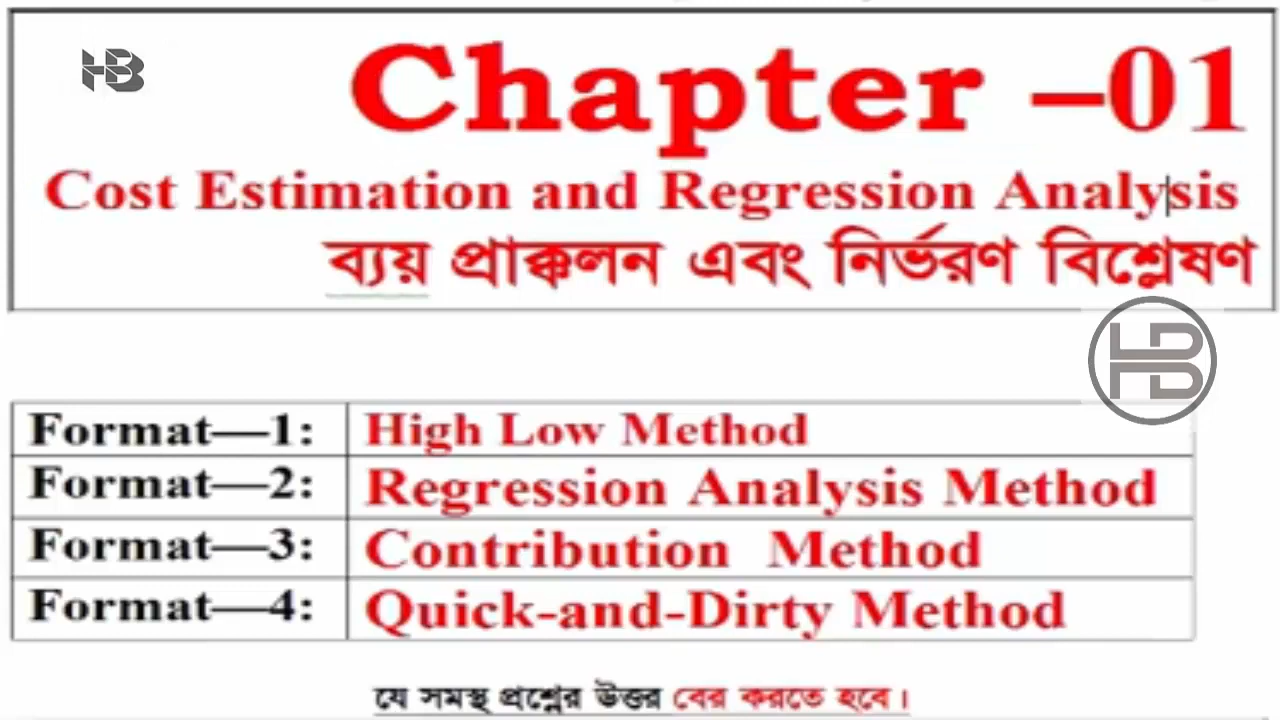 HB
Chapter –01
Cost Estimation and Regression Analysis
ব্যয় প্রাক্কলন এবং নির্ভরণ বিশ্লেষণ
HB
Format—1: High Low Method
Format—2: Regression Analysis Method
Format—3: Contribution Method
Format—4: Quick-and-Dirty Method
যে সমস্থ প্রশ্নের উত্তর বের করতে হবে।